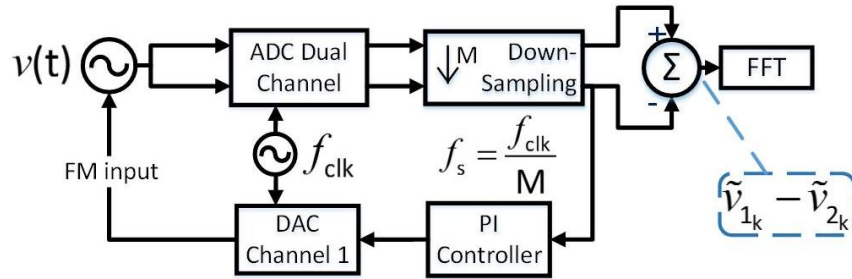 v(t)
ADC Dual
Channel
M
Down-
Sampling
+
Σ
-
FFT
FM input
f_clk
f_s = f_clk / M
DAC
Channel 1
PI
Controller
ṽ_1k − ṽ_2k